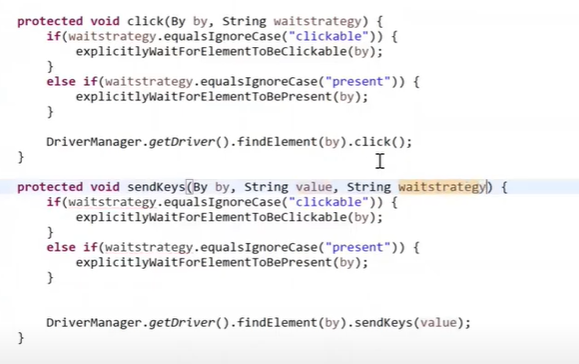 protected void click(By by, String waitstrategy) {
if(waitstrategy.equalsIgnoreCase("clickable")) {
explicitlyWaitForElementToBeClickable(by);
}
else if(waitstrategy.equalsIgnoreCase("present")) {
explicitlyWaitForElementToBePresent(by);
}
DriverManager.getDriver().findElement(by).click();
}
protected void sendKeys(By by, String value, String waitstrategy) {
if(waitstrategy.equalsIgnoreCase("clickable")) {
explicitlyWaitForElementToBeClickable(by);
}
else if(waitstrategy.equalsIgnoreCase("present")) {
explicitlyWaitForElementToBePresent(by);
}
DriverManager.getDriver().findElement(by).sendKeys(value);
}